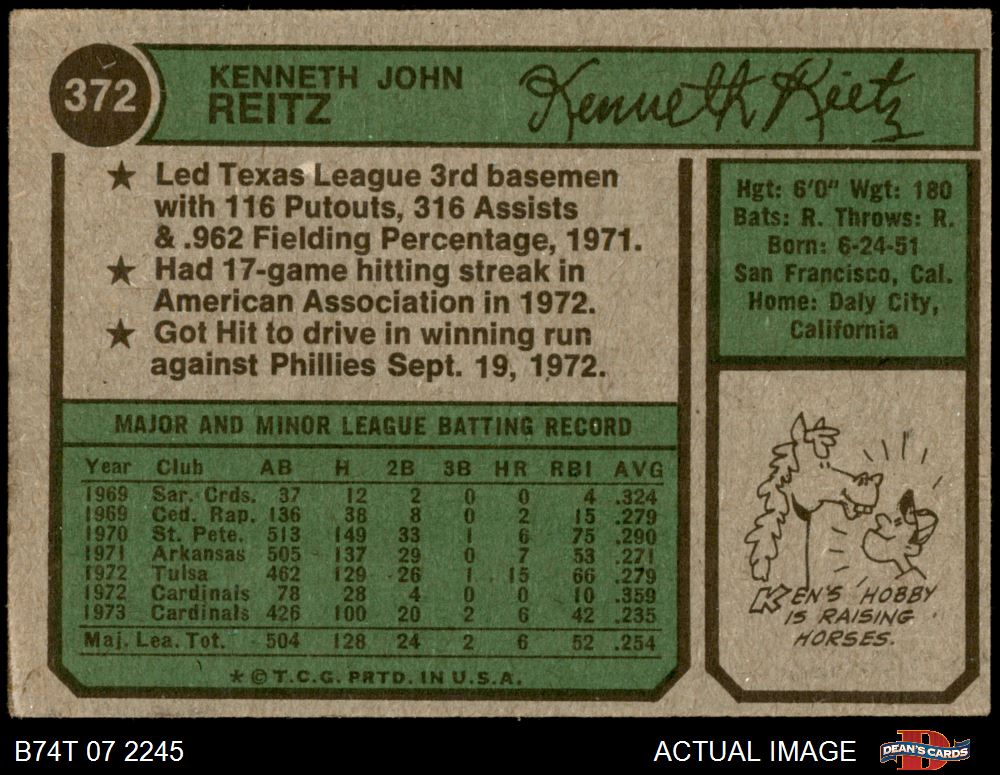 372
KENNETH JOHN
REITZ
Kenneth Reitz
★ Led Texas League 3rd basemen
with 116 Putouts, 316 Assists
& .962 Fielding Percentage, 1971.
★ Had 17-game hitting streak in
American Association in 1972.
★ Got Hit to drive in winning run
against Phillies Sept. 19, 1972.
Hgt: 6'0" Wgt: 180
Bats: R. Throws: R.
Born: 6-24-51
San Francisco, Cal.
Home: Daly City,
California
MAJOR AND MINOR LEAGUE BATTING RECORD
Year Club AB H 2B 3B HR RBI AVG
1969 Sar. Crds. 37 12 2 0 0 4 .324
1969 Ced. Rap. 136 38 8 0 2 15 .279
1970 St. Pete. 513 149 33 1 6 75 .290
1971 Arkansas 505 137 29 0 7 53 .271
1972 Tulsa 462 129 26 1 15 66 .279
1972 Cardinals 78 28 4 0 0 10 .359
1973 Cardinals 426 100 20 2 6 42 .235
Maj. Lea. Tot. 504 128 24 2 6 52 .254
* © T.C.G. PRTD. IN U.S.A.
KEN'S HOBBY
IS RAISING
HORSES.
B74T 07 2245
ACTUAL IMAGE
D
DEAN'S CARDS